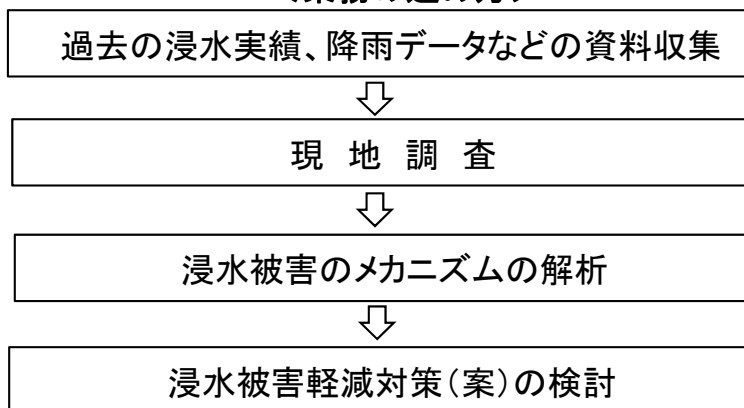 過去の浸水実績、降雨データなどの資料収集
現 地 調 査
浸水被害のメカニズムの解析
浸水被害軽減対策（案）の検討